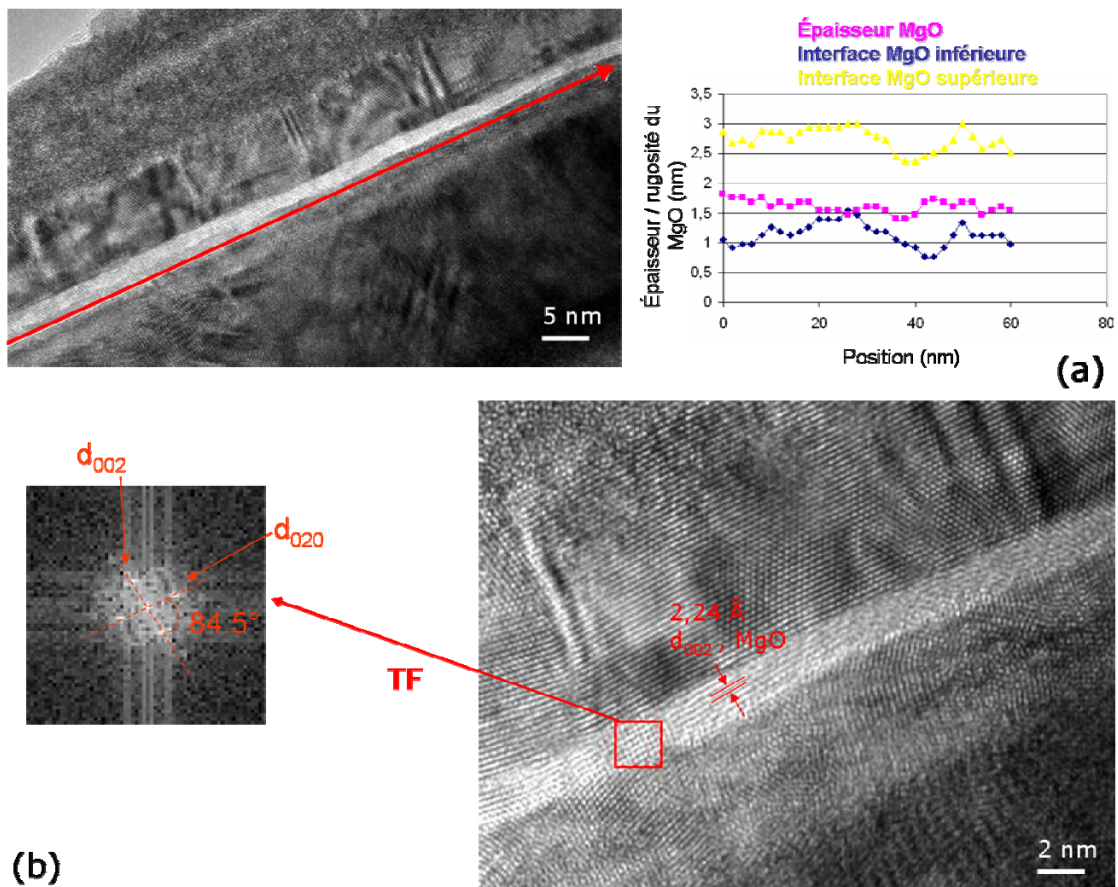 5 nm
Épaisseur MgO
Interface MgO inférieure
Interface MgO supérieure
Épaisseur / rugosité du
MgO (nm)
3,5
3
2,5
2
1,5
1
0,5
0
0
20
40
60
80
Position (nm)
(a)
d002
d020
84.5°
TF
2,24 Å
d002 , MgO
2 nm
(b)